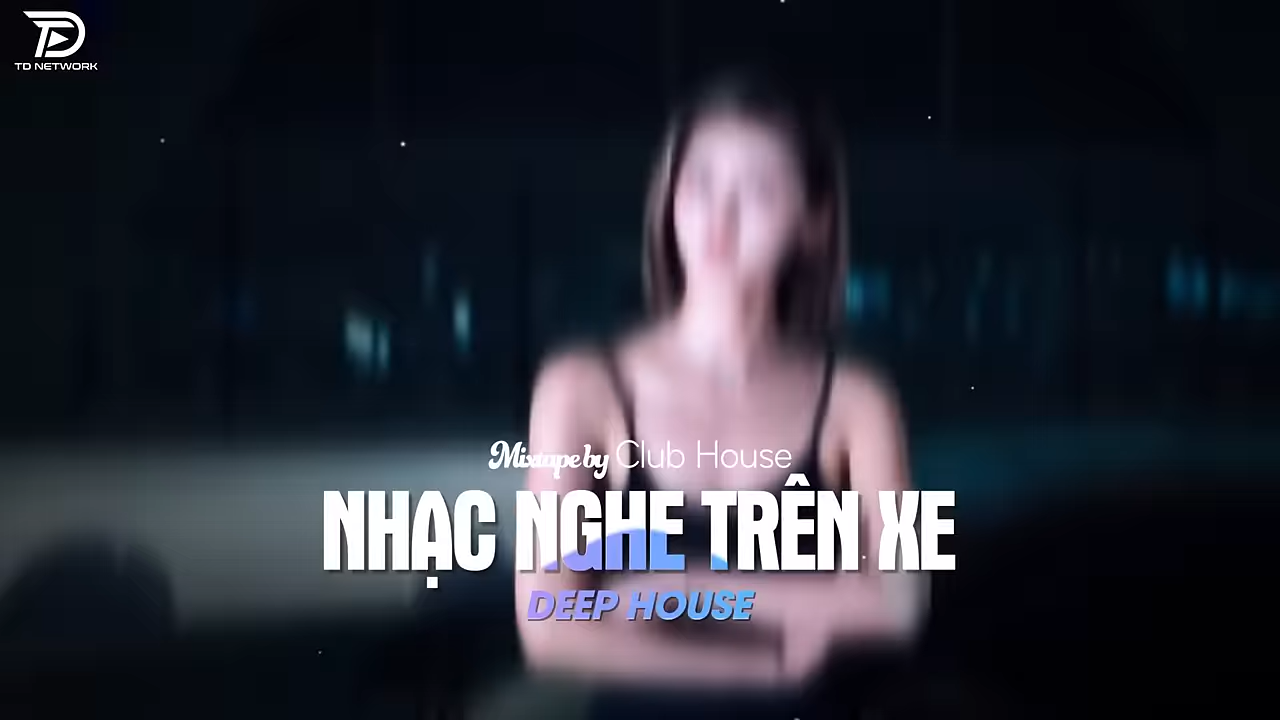 TD NETWORK
Mixtape by Club House
NHẠC NGHE TRÊN XE
DEEP HOUSE